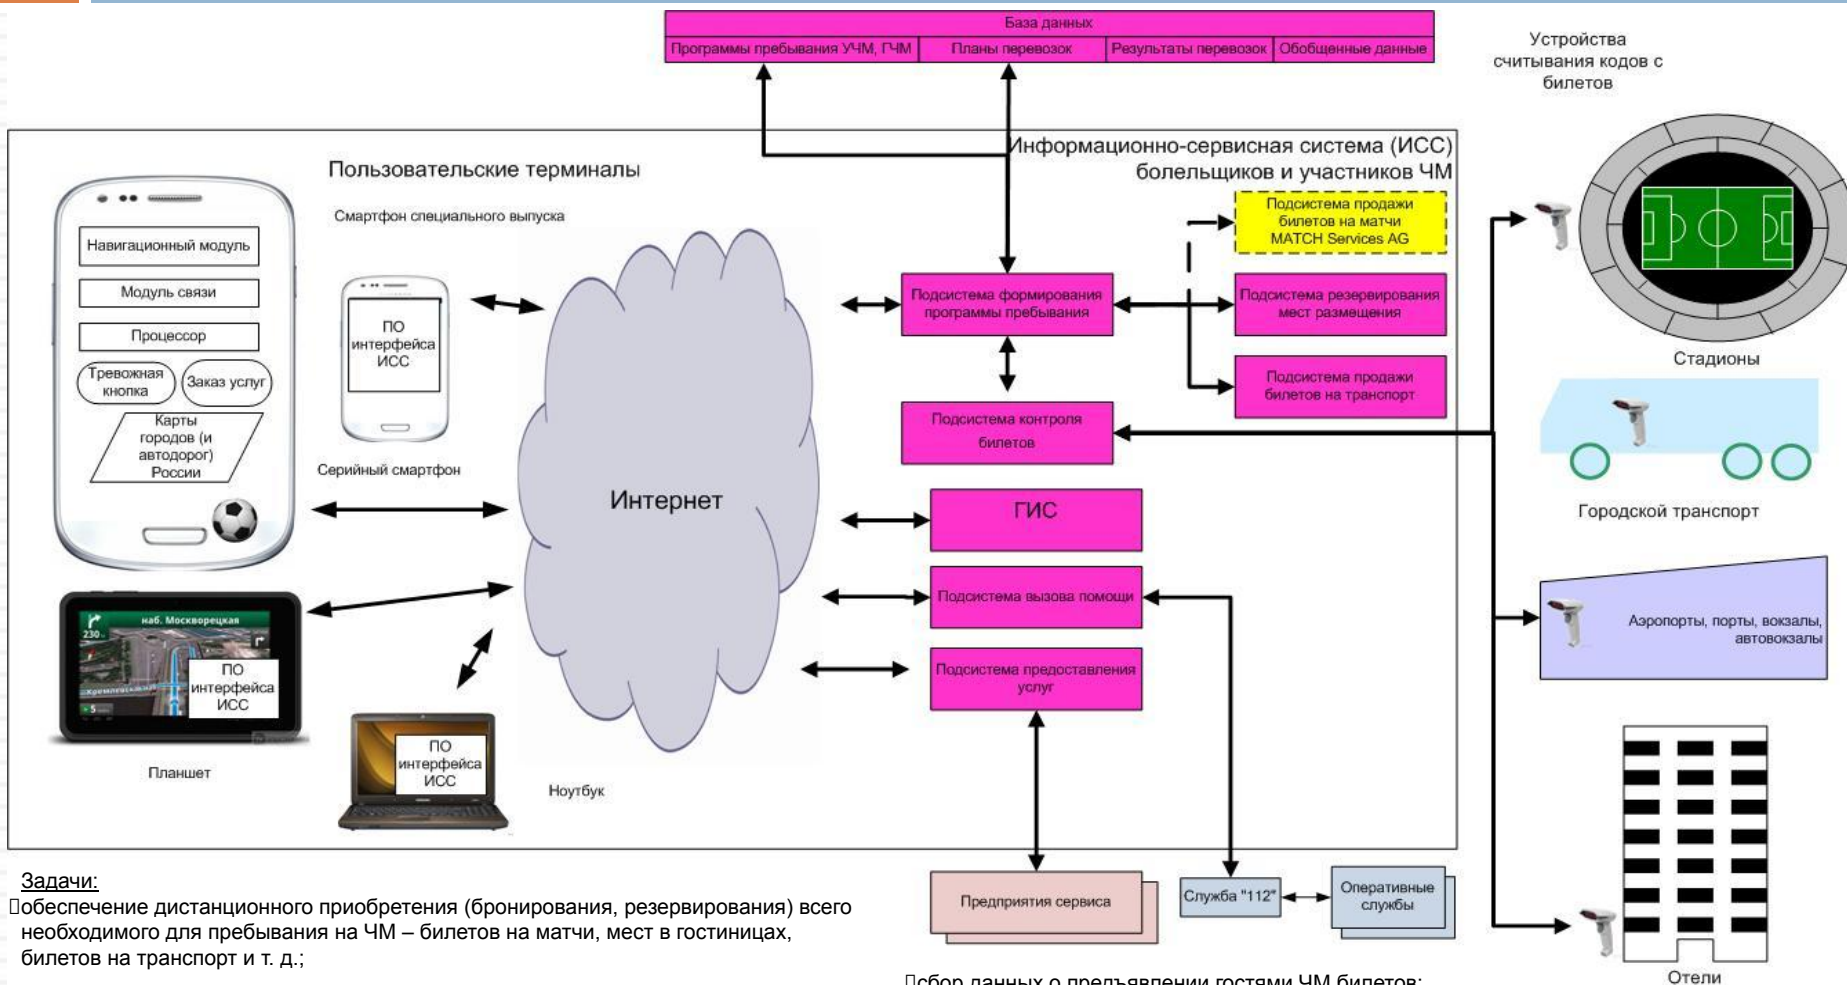 База данных
Программы пребывания УЧМ, ГЧМ
Планы перевозок
Результаты перевозок
Обобщенные данные
Устройства
считывания кодов с
билетов
Информационно-сервисная система (ИСС)
болельщиков и участников ЧМ
Пользовательские терминалы
Смартфон специального выпуска
Навигационный модуль
Модуль связи
Процессор
Тревожная
кнопка
Заказ услуг
Карты
городов (и
автодорог)
России
ПО
интерфейса
ИСС
Серийный смартфон
Интернет
Подсистема продажи
билетов на матчи
MATCH Services AG
Подсистема формирования
программы пребывания
Подсистема резервирования
мест размещения
Подсистема продажи
билетов на транспорт
Подсистема контроля
билетов
ГИС
Подсистема вызова помощи
Подсистема предоставления
услуг
Стадионы
Городской транспорт
Аэропорты, порты, вокзалы,
автовокзалы
Отели
наб. Москворецкая
230
5
ПО
интерфейса
ИСС
Планшет
ПО
интерфейса
ИСС
Ноутбук
Предприятия сервиса
Служба "112"
Оперативные
службы
Задачи:
обеспечение дистанционного приобретения (бронирования, резервирования) всего
необходимого для пребывания на ЧМ – билетов на матчи, мест в гостиницах,
билетов на транспорт и т. д.;
сбор данных о предъявлении гостями ЧМ билетов;